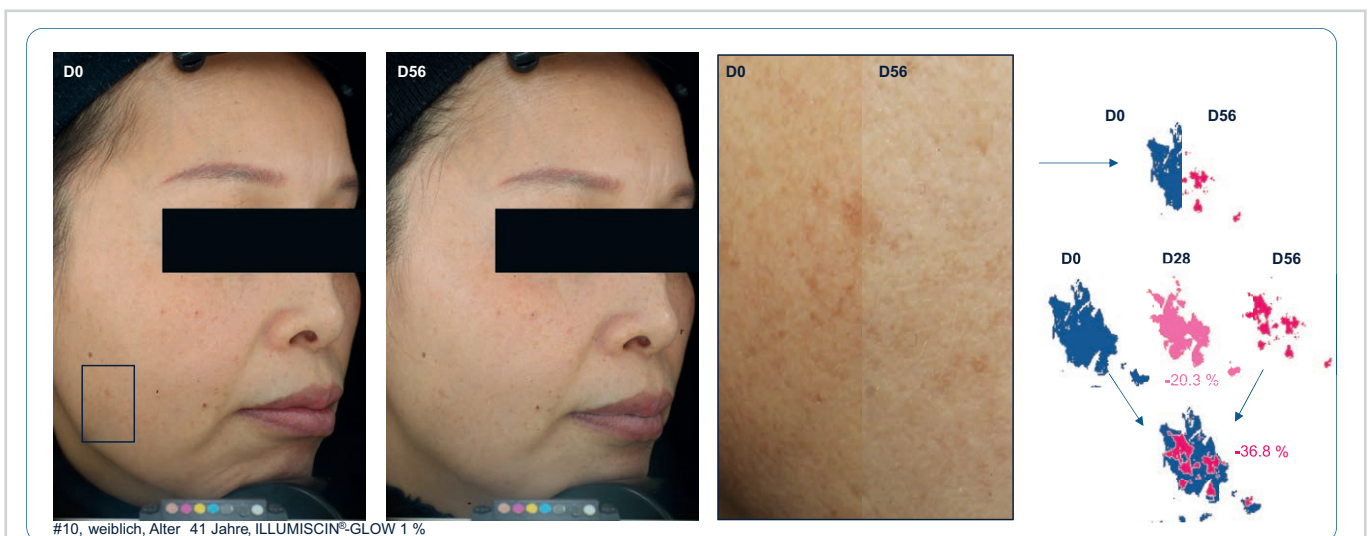 D0
D56
D0 D56
D0 D56
D0 D28 D56
-20.3 %
-36.8 %
#10, weiblich, Alter 41 Jahre, ILLUMISCIN®-GLOW 1 %